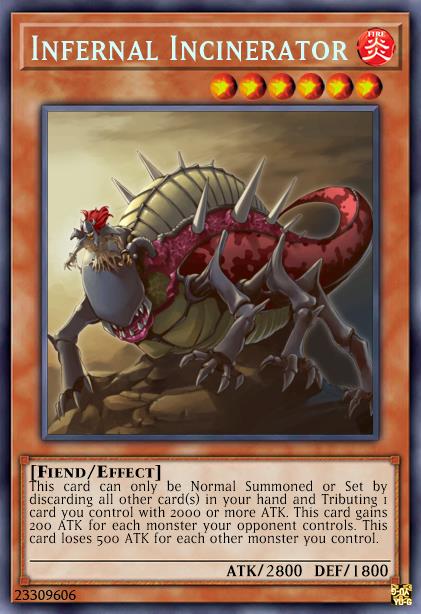 INFERNAL INCINERATOR
FIRE
炎
[FIEND/EFFECT]
This card can only be Normal Summoned or Set by
discarding all other card(s) in your hand and Tributing 1
card you control with 2000 or more ATK. This card gains
200 ATK for each monster your opponent controls. This
card loses 500 ATK for each other monster you control.
ATK/2800 DEF/1800
23309606